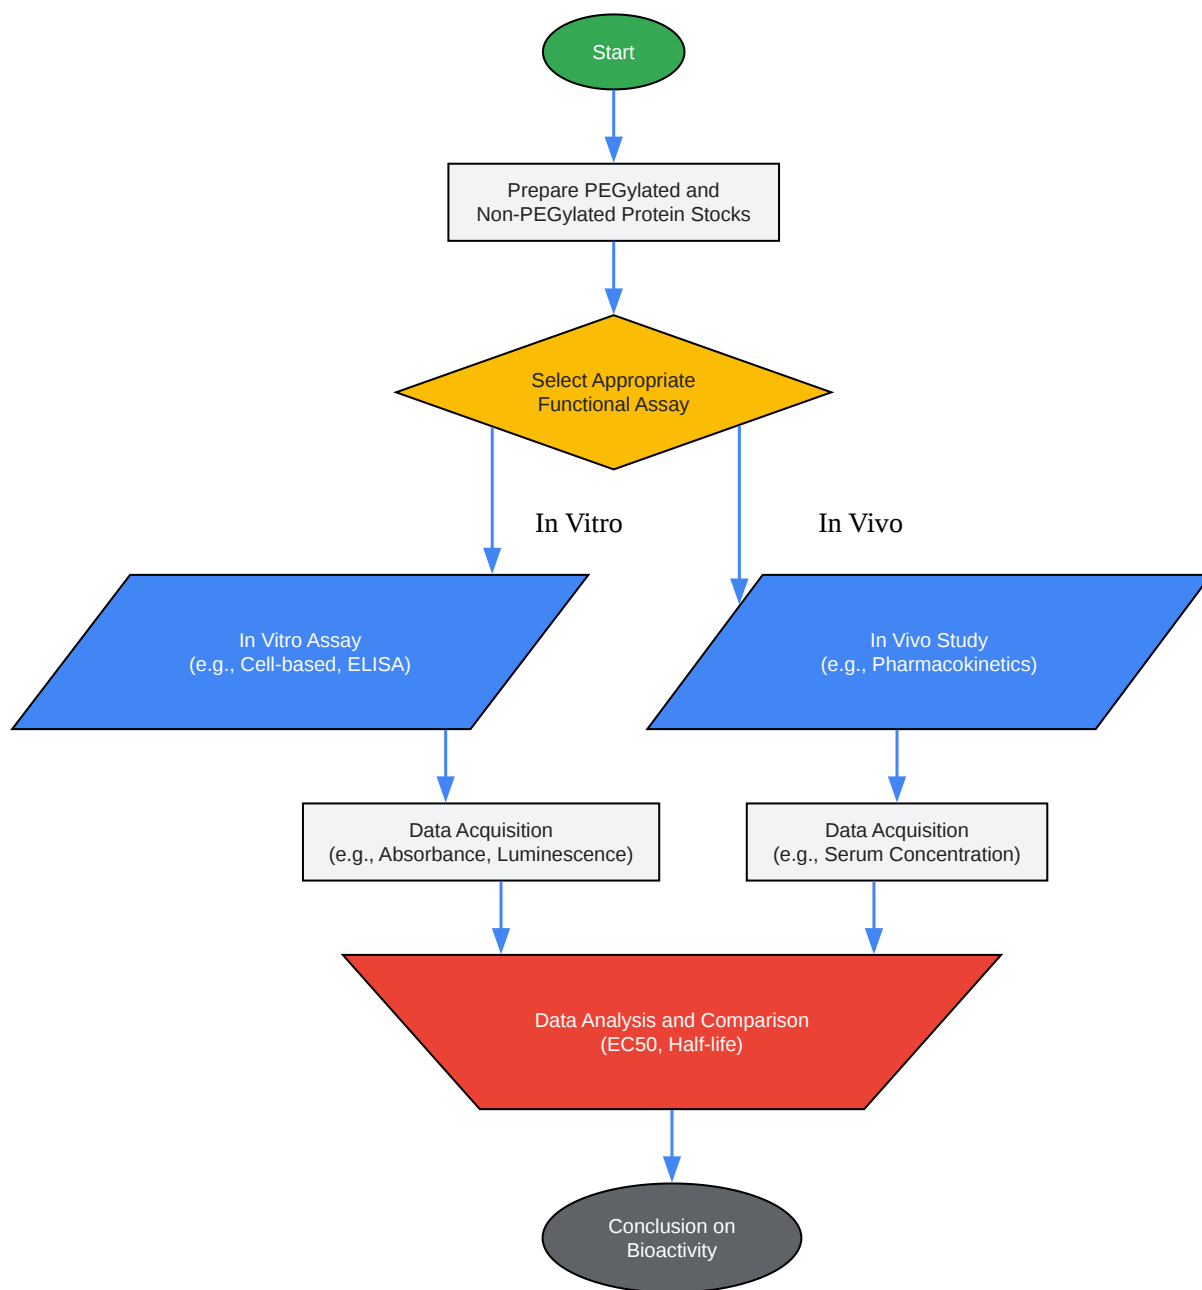 Start
Prepare PEGylated and
Non-PEGylated Protein Stocks
Select Appropriate
Functional Assay
In Vitro
In Vivo
In Vitro Assay
(e.g., Cell-based, ELISA)
In Vivo Study
(e.g., Pharmacokinetics)
Data Acquisition
(e.g., Absorbance, Luminescence)
Data Acquisition
(e.g., Serum Concentration)
Data Analysis and Comparison
(EC50, Half-life)
Conclusion on
Bioactivity